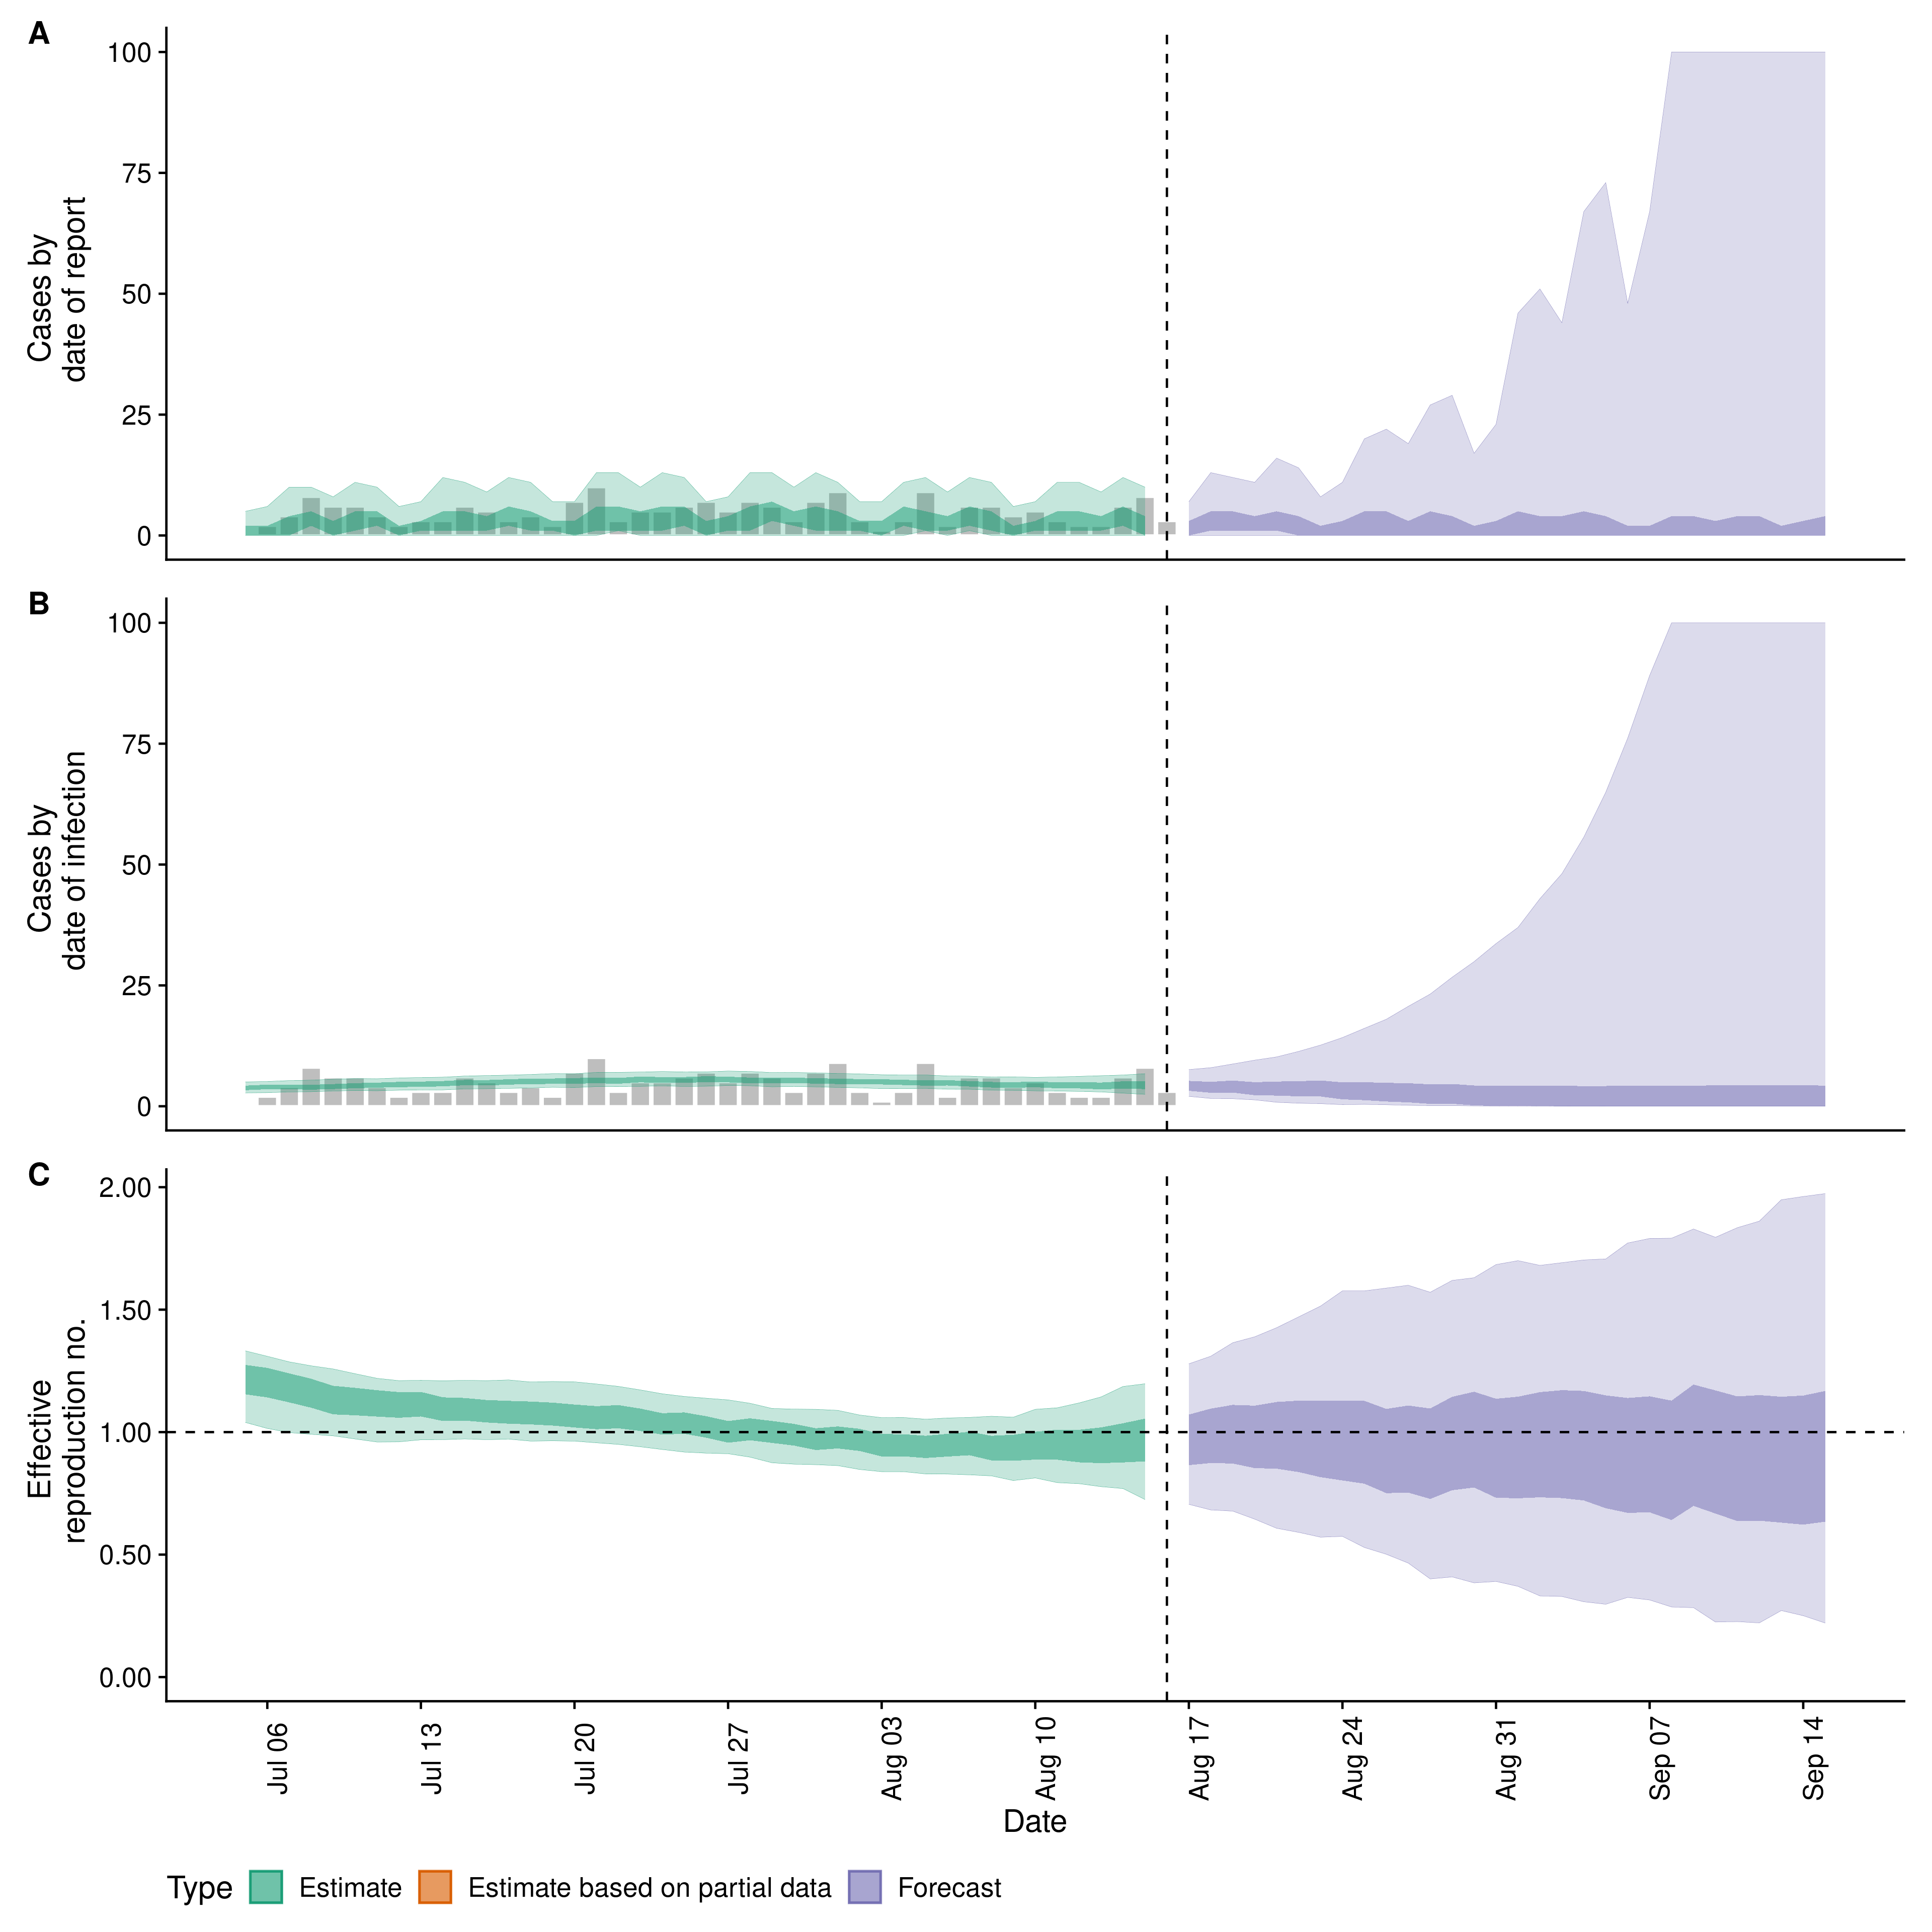 A
100
75
50
25
0
Cases by
date of report
B
100
75
50
25
0
Cases by
date of infection
C
2.00
1.50
1.00
0.50
0.00
Effective
reproduction no.
Jul 06
Jul 13
Jul 20
Jul 27
Aug 03
Aug 10
Aug 17
Aug 24
Aug 31
Sep 07
Sep 14
Date
Type Estimate Estimate based on partial data Forecast